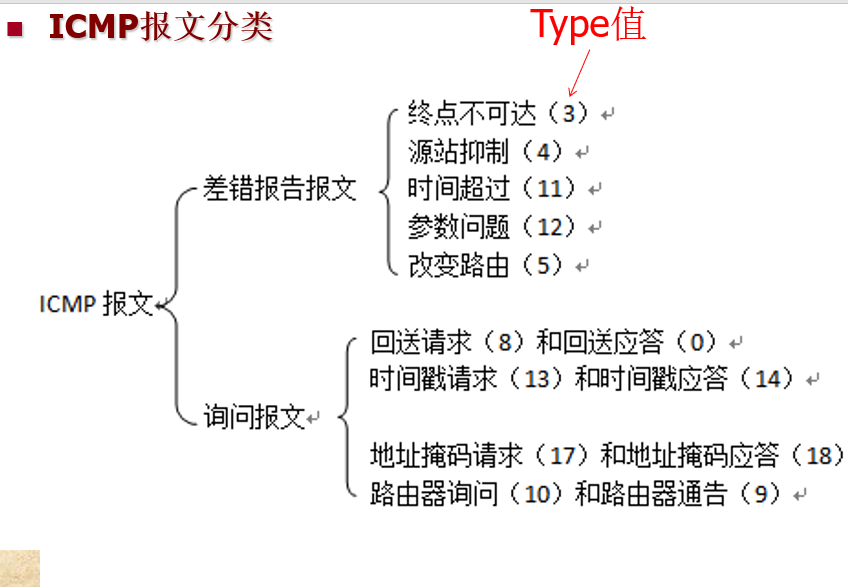 ICMP报文分类
Type值
终点不可达（3）
源站抑制（4）
差错报告报文
时间超过（11）
参数问题（12）
改变路由（5）
ICMP 报文
回送请求（8）和回送应答（0）
时间戳请求（13）和时间戳应答（14）
询问报文
地址掩码请求（17）和地址掩码应答（18）
路由器询问（10）和路由器通告（9）